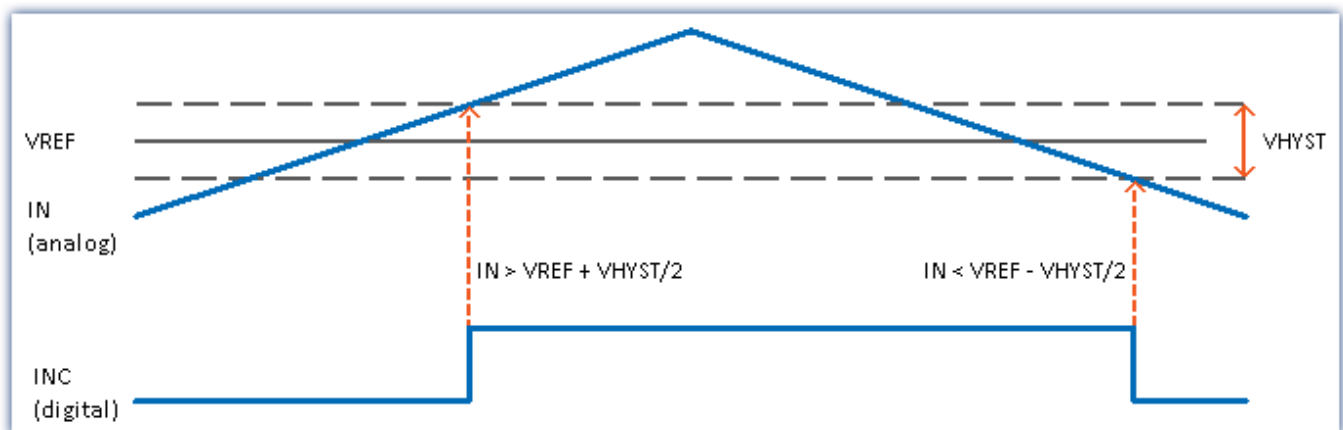 VREF
VHYST
IN
(analog)
IN > VREF + VHYST/2
IN < VREF - VHYST/2
INC
(digital)